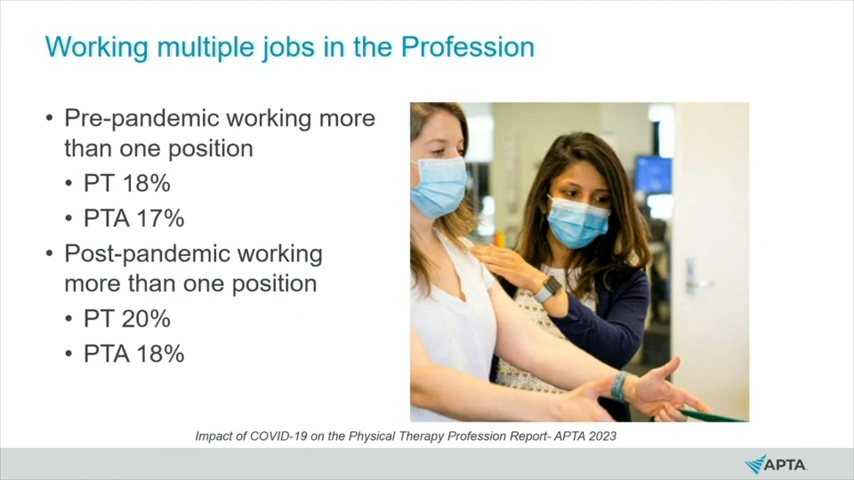 Working multiple jobs in the Profession
• Pre-pandemic working more
than one position
• PT 18%
• PTA 17%
• Post-pandemic working
more than one position
• PT 20%
• PTA 18%
Impact of COVID-19 on the Physical Therapy Profession Report- APTA 2023
APTA